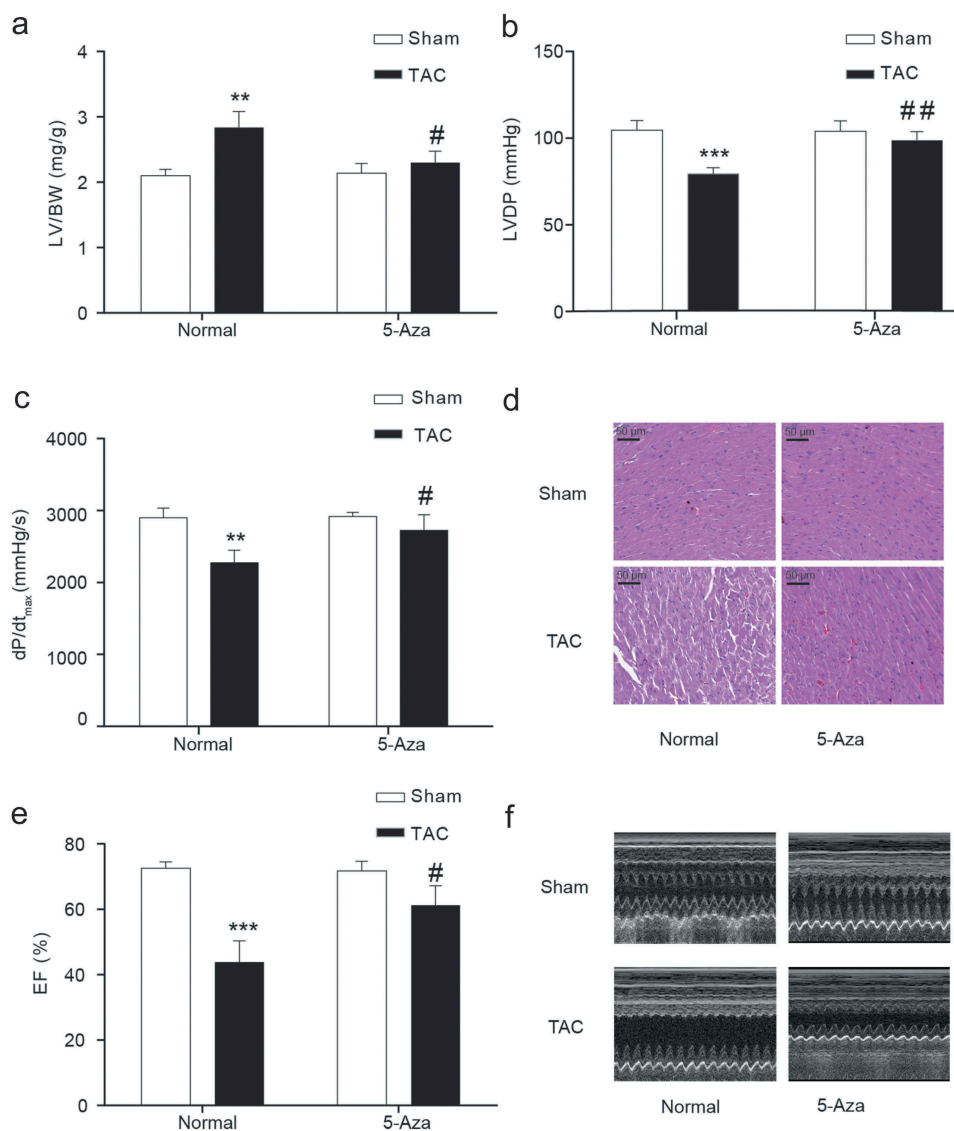 a
Sham
TAC
LV/BW (mg/g)
4
3
2
1
0
**
#
Normal
5-Aza
b
Sham
TAC
LVDP (mmHg)
150
100
50
0
***
##
Normal
5-Aza
c
Sham
TAC
dP/dtmax (mmHg/s)
4000
3000
2000
1000
0
**
#
Normal
5-Aza
d
Sham
TAC
50 µm
50 µm
50 µm
50 µm
Normal
5-Aza
e
Sham
TAC
EF (%)
80
60
40
20
0
***
#
Normal
5-Aza
f
Sham
TAC
Normal
5-Aza